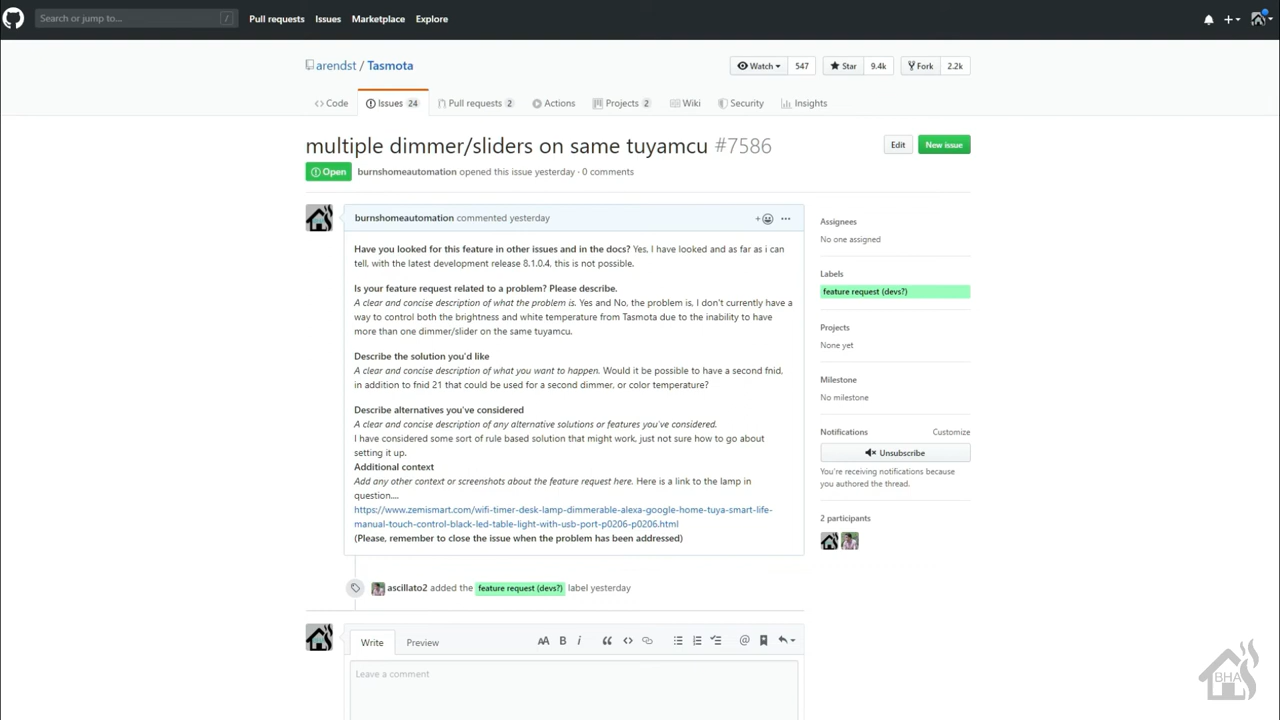 Search or jump to... /
Pull requests Issues Marketplace Explore
arendst / Tasmota
Watch 547 Star 9.4k Fork 2.2k
Code Issues 24 Pull requests 2 Actions Projects 2 Wiki Security Insights
multiple dimmer/sliders on same tuyamcu #7586
Edit New issue
Open burnshomeautomation opened this issue yesterday · 0 comments
burnshomeautomation commented yesterday
Have you looked for this feature in other issues and in the docs? Yes, I have looked and as far as i can
tell, with the latest development release 8.1.0.4, this is not possible.
Is your feature request related to a problem? Please describe.
A clear and concise description of what the problem is. Yes and No, the problem is, I don't currently have a
way to control both the brightness and white temperature from Tasmota due to the inability to have
more than one dimmer/slider on the same tuyamcu.
Describe the solution you'd like
A clear and concise description of what you want to happen. Would it be possible to have a second fnid,
in addition to fnid 21 that could be used for a second dimmer, or color temperature?
Describe alternatives you've considered
A clear and concise description of any alternative solutions or features you've considered.
I have considered some sort of rule based solution that might work, just not sure how to go about
setting it up.
Additional context
Add any other context or screenshots about the feature request here. Here is a link to the lamp in
question....
https://www.zemismart.com/wifi-timer-desk-lamp-dimmerable-alexa-google-home-tuya-smart-life-
manual-touch-control-black-led-table-light-with-usb-port-p0206-p0206.html
(Please, remember to close the issue when the problem has been addressed)
ascillato2 added the feature request (devs?) label yesterday
Write Preview
AA B i @
Leave a comment
Assignees
No one assigned
Labels
feature request (devs?)
Projects
None yet
Milestone
No milestone
Notifications Customize
Unsubscribe
You're receiving notifications because
you authored the thread.
2 participants
BHA